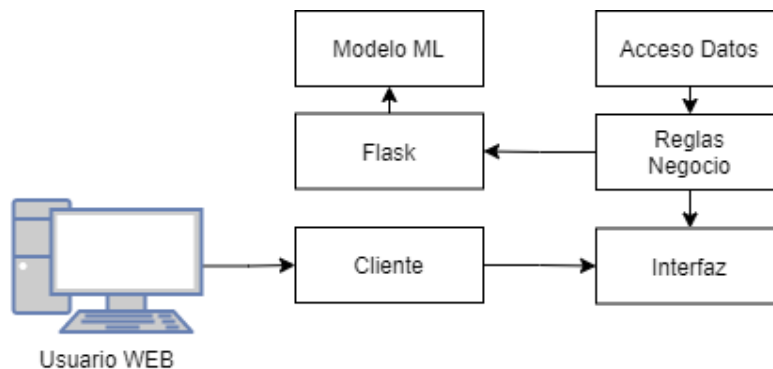 Modelo ML
Acceso Datos
Flask
Reglas
Negocio
Cliente
Interfaz
Usuario WEB